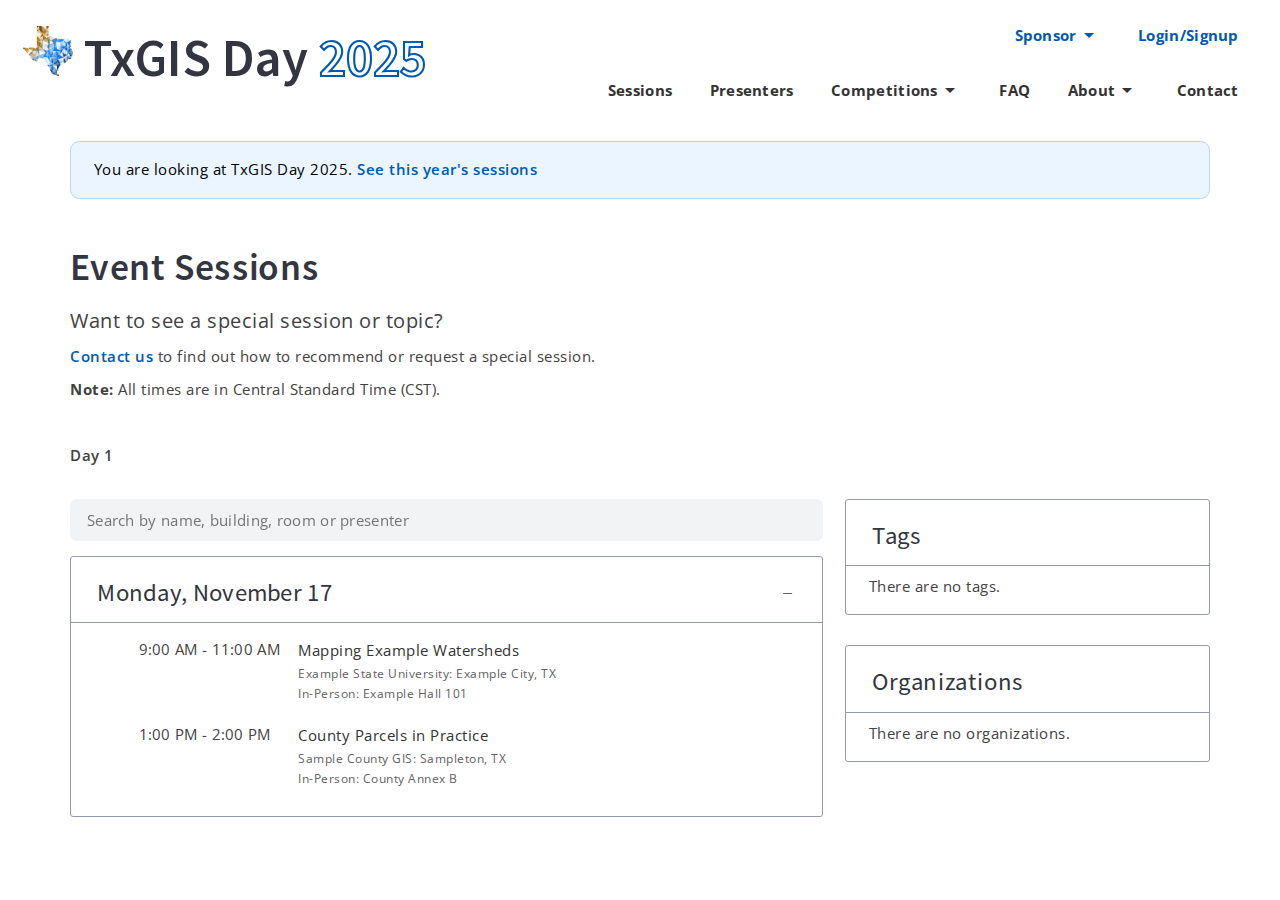 TxGIS Day 2025
Sponsor
Login/Signup
Sessions
Presenters
Competitions
FAQ
About
Contact
You are looking at TxGIS Day 2025. See this year's sessions
Event Sessions
Want to see a special session or topic?
Contact us to find out how to recommend or request a special session.
Note: All times are in Central Standard Time (CST).
Day 1
Search by name, building, room or presenter
Monday, November 17
9:00 AM - 11:00 AM
Mapping Example Watersheds
Example State University: Example City, TX
In-Person: Example Hall 101
1:00 PM - 2:00 PM
County Parcels in Practice
Sample County GIS: Sampleton, TX
In-Person: County Annex B
Tags
There are no tags.
Organizations
There are no organizations.